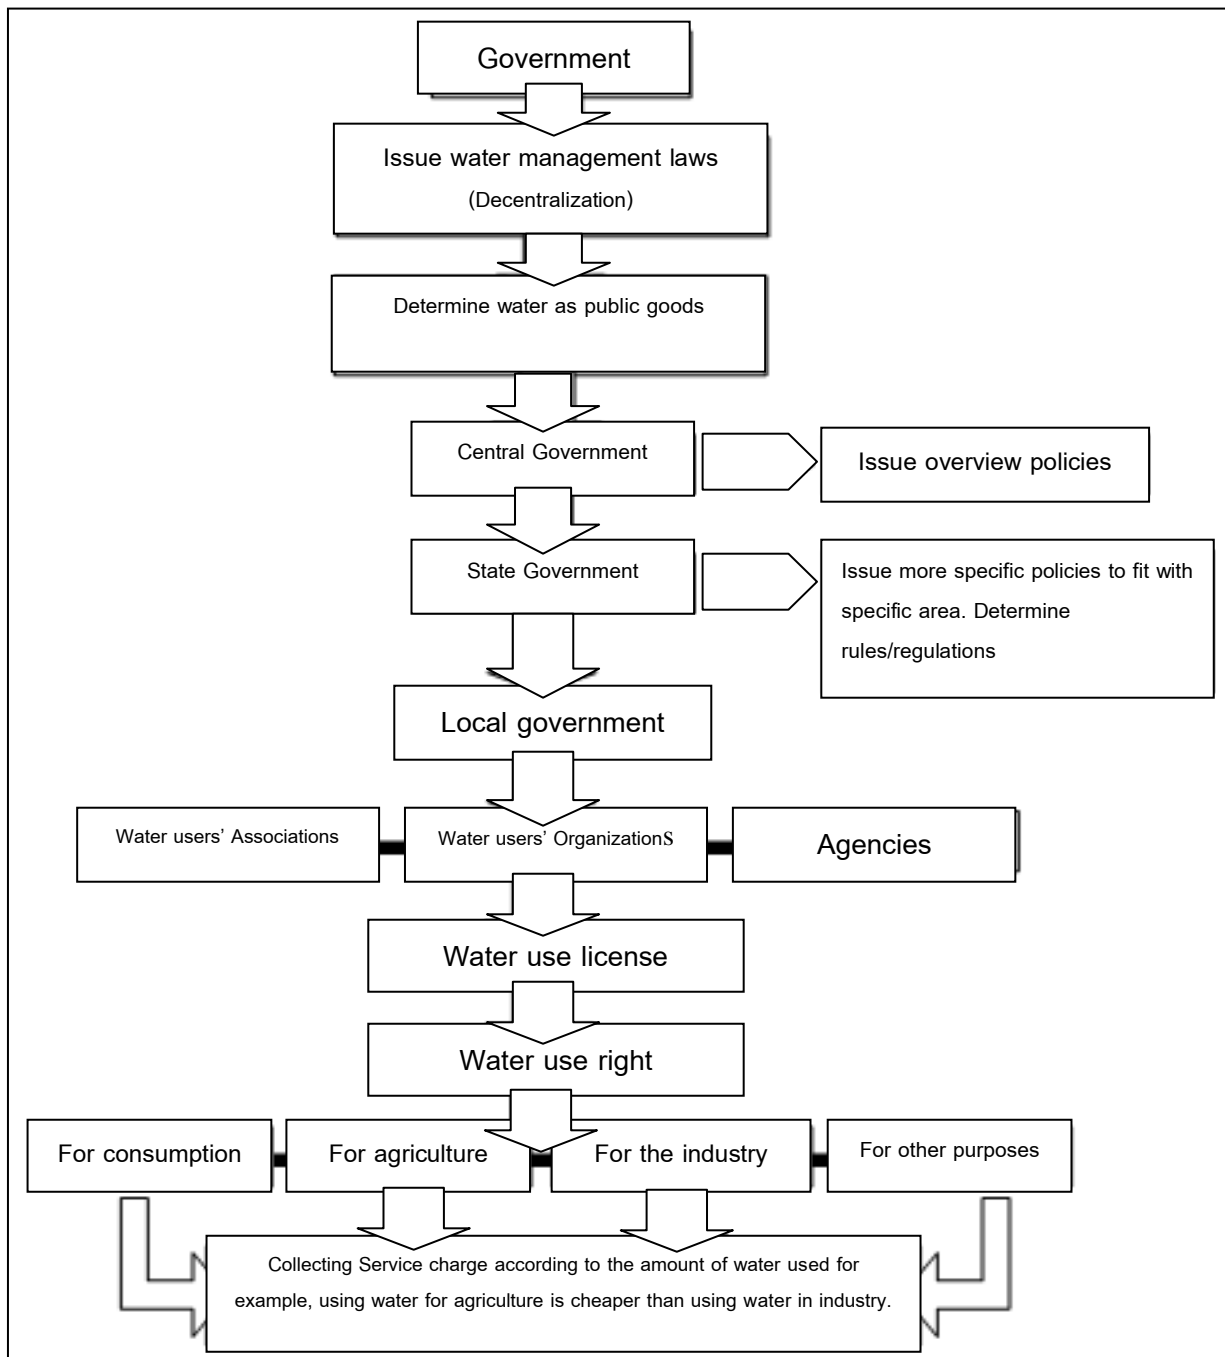 Government
Issue water management laws
(Decentralization)
Determine water as public goods
Central Government
Issue overview policies
State Government
Issue more specific policies to fit with
specific area. Determine
rules/regulations
Local government
Water users’ Associations
Water users’ Organizations
Agencies
Water use license
Water use right
For consumption
For agriculture
For the industry
For other purposes
Collecting Service charge according to the amount of water used for
example, using water for agriculture is cheaper than using water in industry.